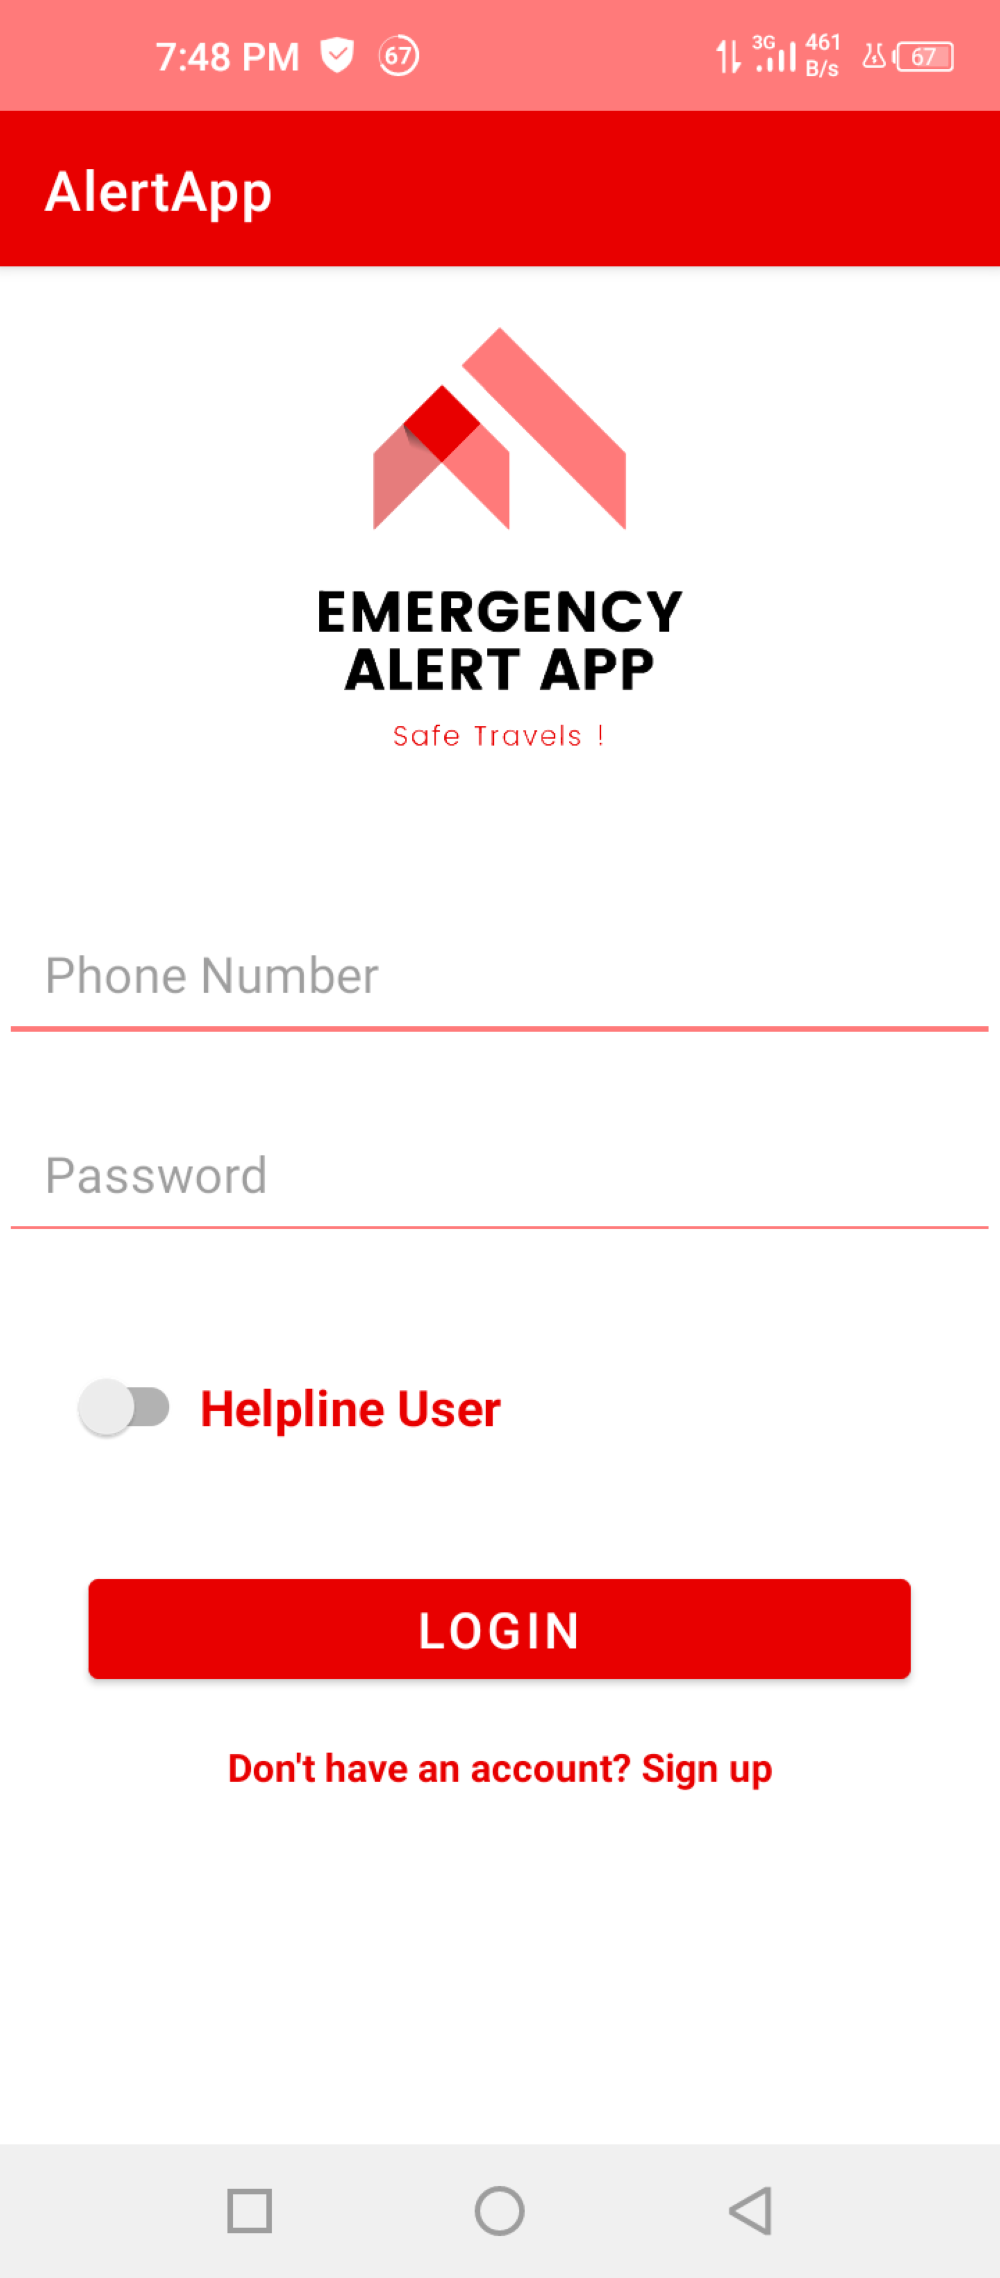 7:48 PM 67 3G 461 B/s 67
AlertApp
EMERGENCY
ALERT APP
Safe Travels !
Phone Number
Password
Helpline User
LOGIN
Don't have an account? Sign up